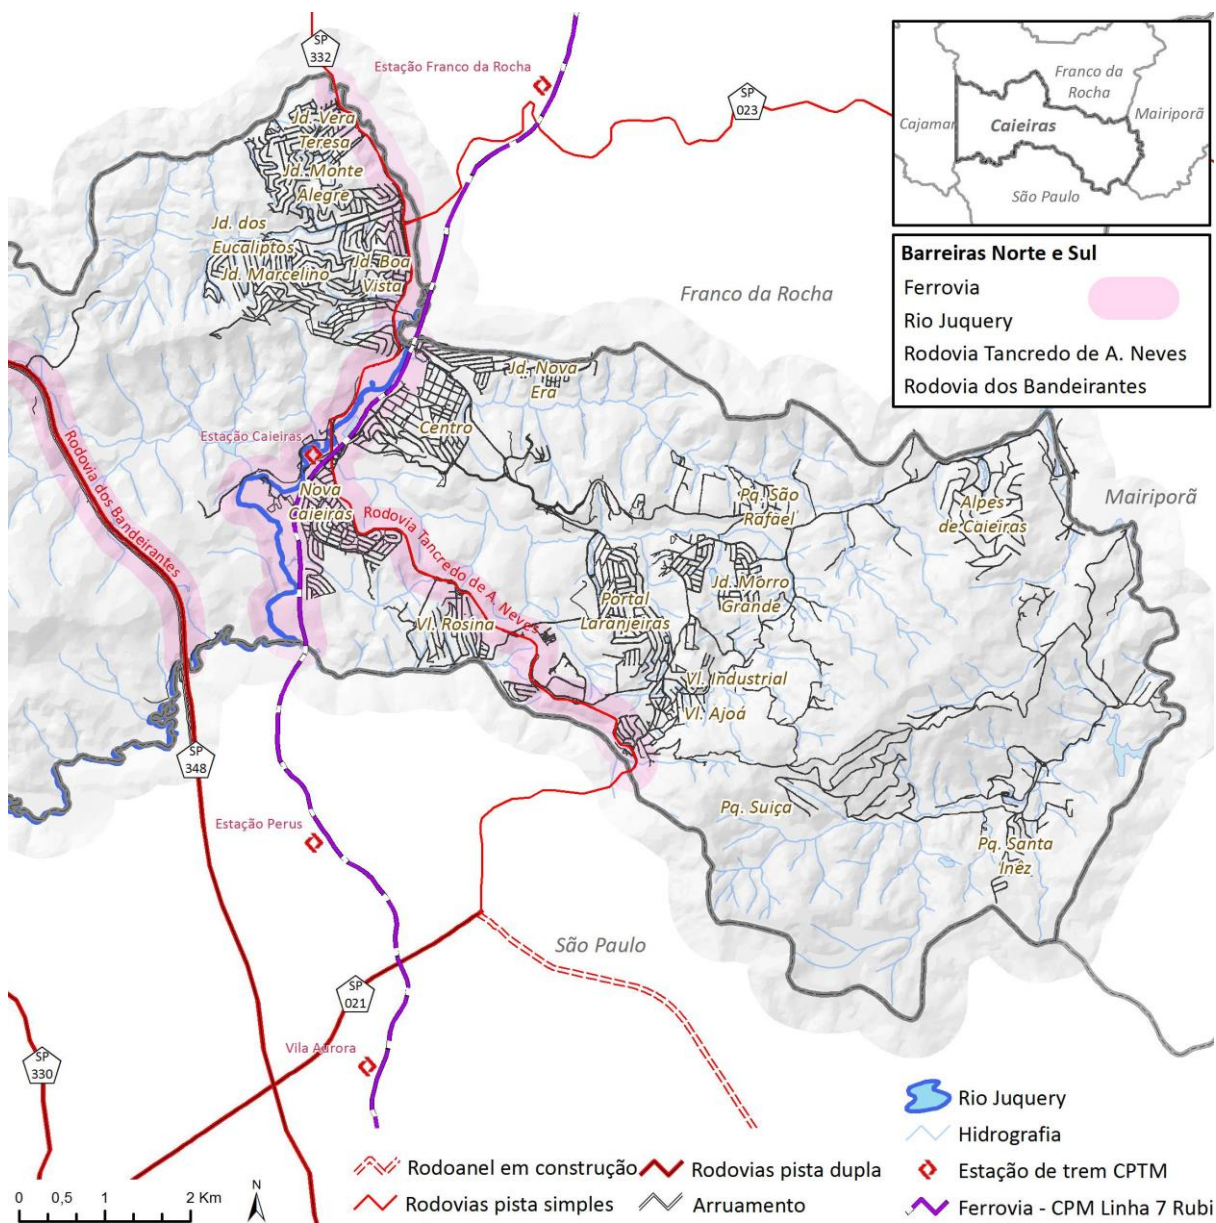 SP
332
Estação Franco da Rocha
SP
023
Cajamar
Franco da
Rocha
Caieiras
Mairiporã
São Paulo
Barreiras Norte e Sul
Ferrovia
Rio Juquery
Rodovia Tancredo de A. Neves
Rodovia dos Bandeirantes
Jd. Vera
Teresa
Jd. Monte
Alegre
Jd. dos
Eucaliptos
Jd. Marcelino
Jd. Boa
Vista
Franco da Rocha
Jd. Nova
Era
Centro
Estação Caieiras
Rodovia dos Bandeirantes
Nova
Caieiras
Rodovia Tancredo de A. Neves
Pq. São
Rafael
Alpes
de Caieiras
Mairiporã
Jd. Morro
Grande
Portal
Laranjeiras
Vl. Rosina
Vl. Industrial
Vl. Ajoá
SP
348
Pq. Suiça
Estação Perus
Pq. Santa
Inêz
São Paulo
SP
021
Vila Aurora
SP
330
Rio Juquery
Hidrografia
Rodoanel em construção
Rodovias pista dupla
Estação de trem CPTM
Rodovias pista simples
Arruamento
Ferrovia - CPM Linha 7 Rubi
0 0,5 1 2 Km
N